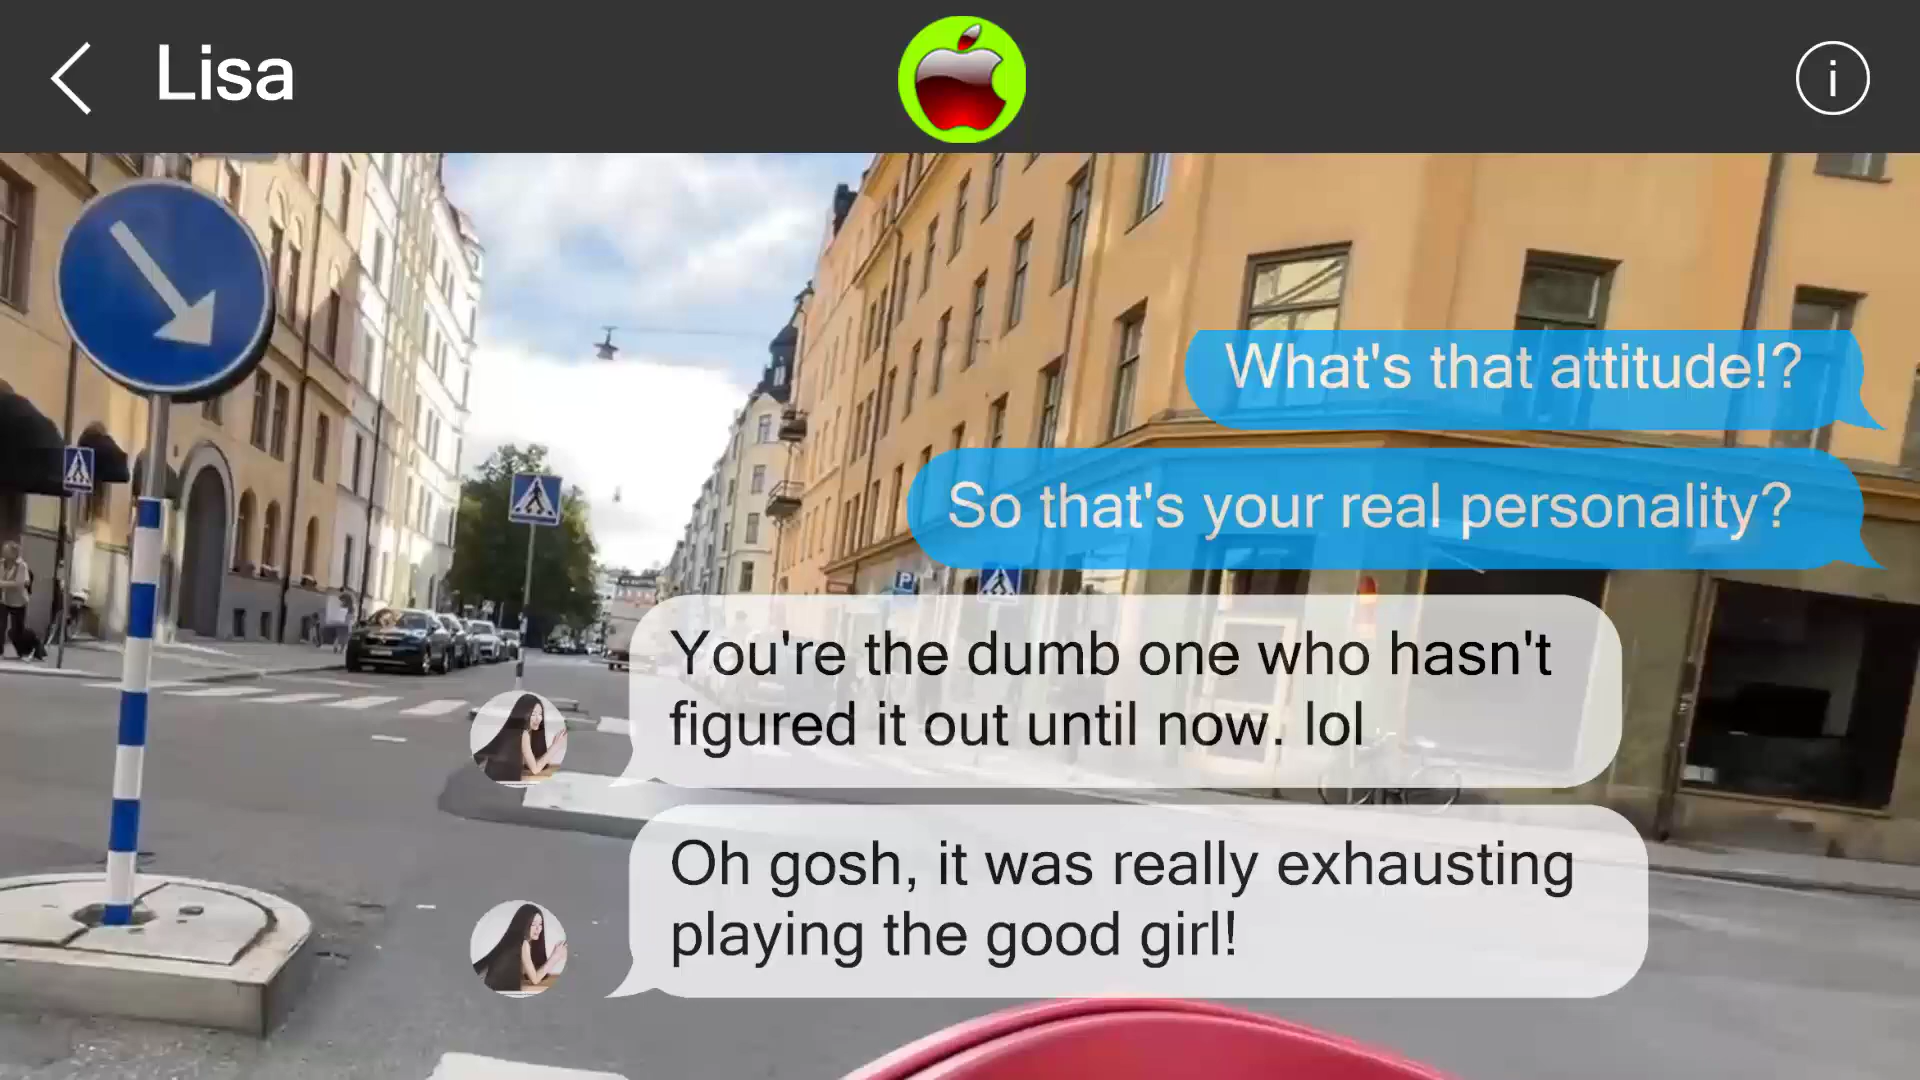 Lisa
What's that attitude!?
So that's your real personality?
P
You're the dumb one who hasn't
figured it out until now. lol
Oh gosh, it was really exhausting
playing the good girl!